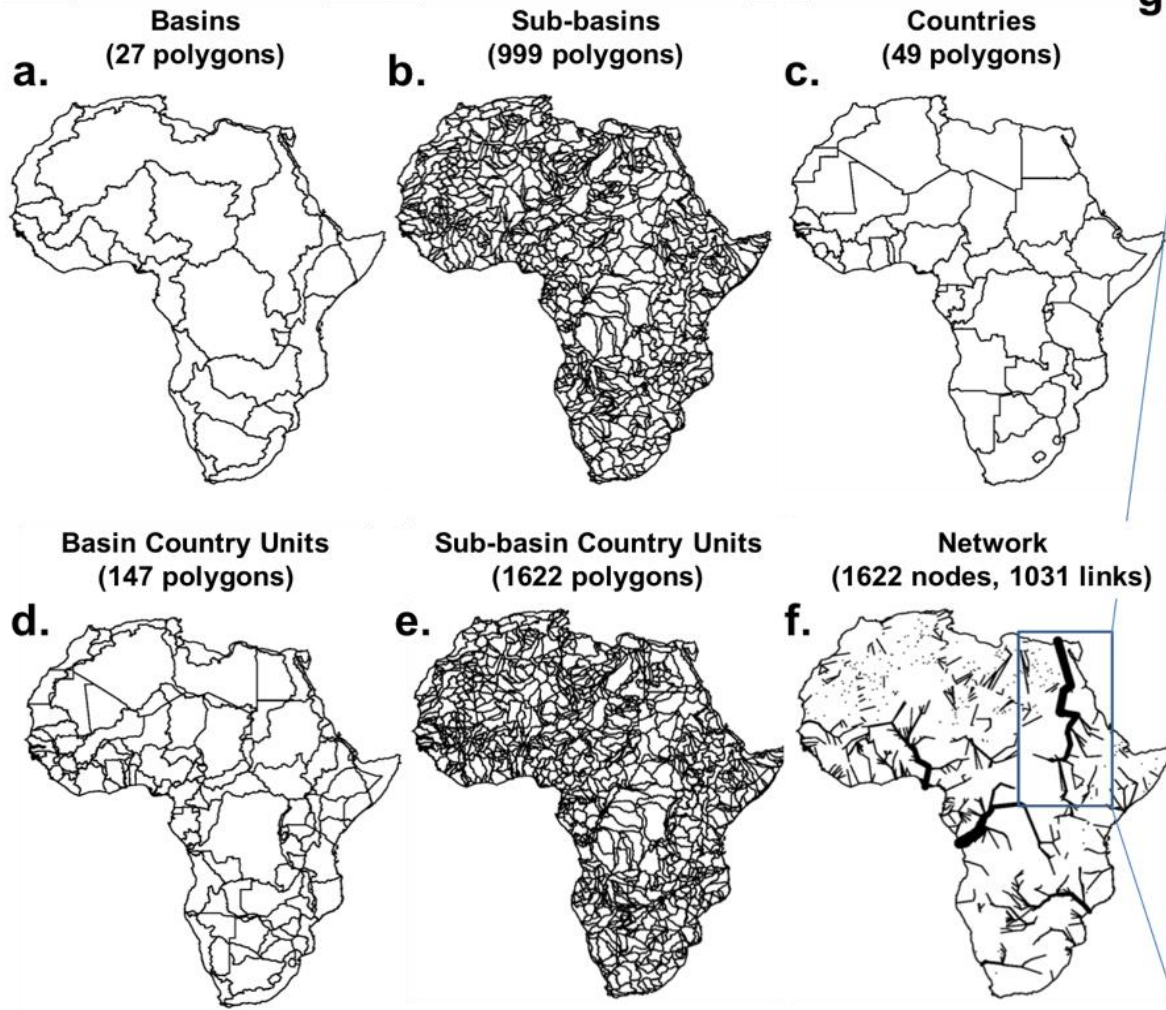 g
Basins
(27 polygons)
a.
Sub-basins
(999 polygons)
b.
Countries
(49 polygons)
c.
Basin Country Units
(147 polygons)
d.
Sub-basin Country Units
(1622 polygons)
e.
Network
(1622 nodes, 1031 links)
f.